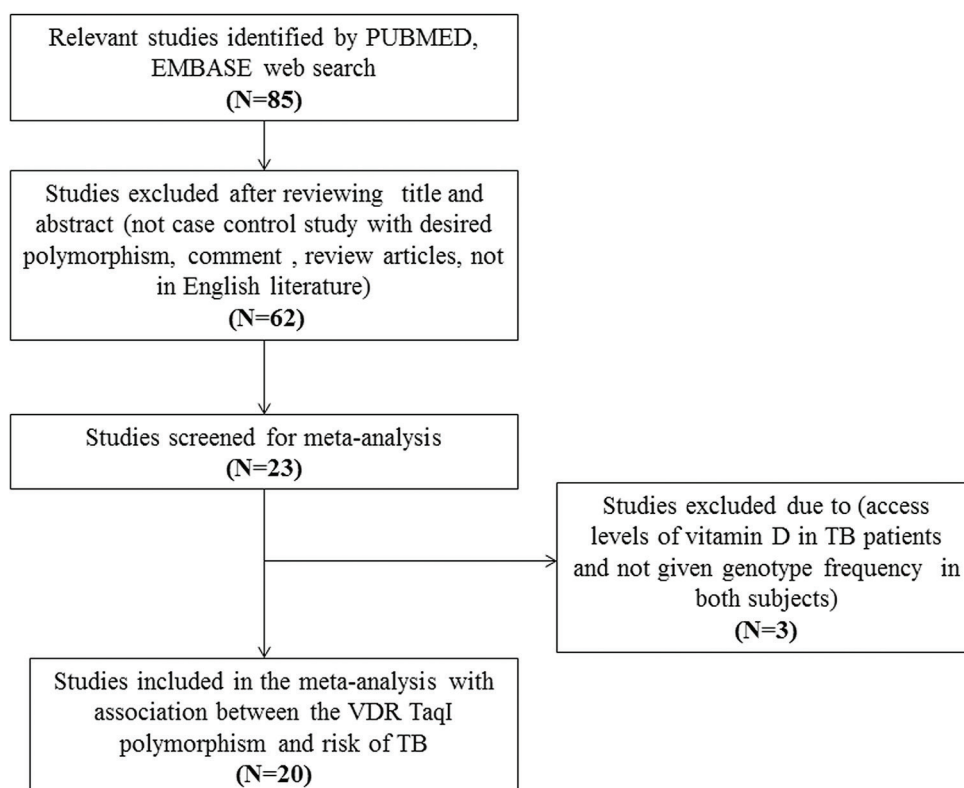 Relevant studies identified by PUBMED,
EMBASE web search
(N=85)
Studies excluded after reviewing title and
abstract (not case control study with desired
polymorphism, comment , review articles, not
in English literature)
(N=62)
Studies screened for meta-analysis
(N=23)
Studies excluded due to (access
levels of vitamin D in TB patients
and not given genotype frequency in
both subjects)
(N=3)
Studies included in the meta-analysis with
association between the VDR TaqI
polymorphism and risk of TB
(N=20)